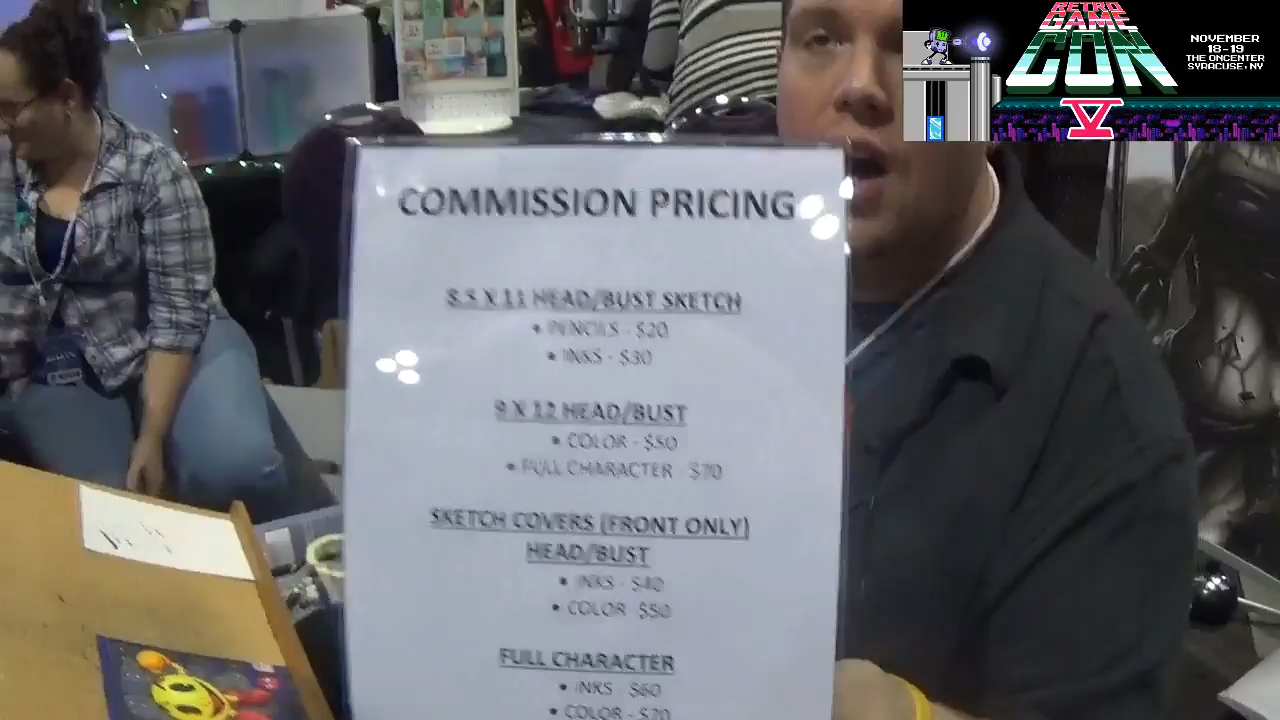 RETRO
GAME
CON
V
NOVEMBER
18-19
THE ONCENTER
SYRACUSE, NY
COMMISSION PRICING
8.5 X 11 HEAD/BUST SKETCH
• PENCILS - $20
• INKS - $30
9 X 12 HEAD/BUST
• COLOR - $50
• FULL CHARACTER - $70
SKETCH COVERS (FRONT ONLY)
HEAD/BUST
• INKS - $40
• COLOR $50
FULL CHARACTER
• INKS - $60
• COLOR - $70